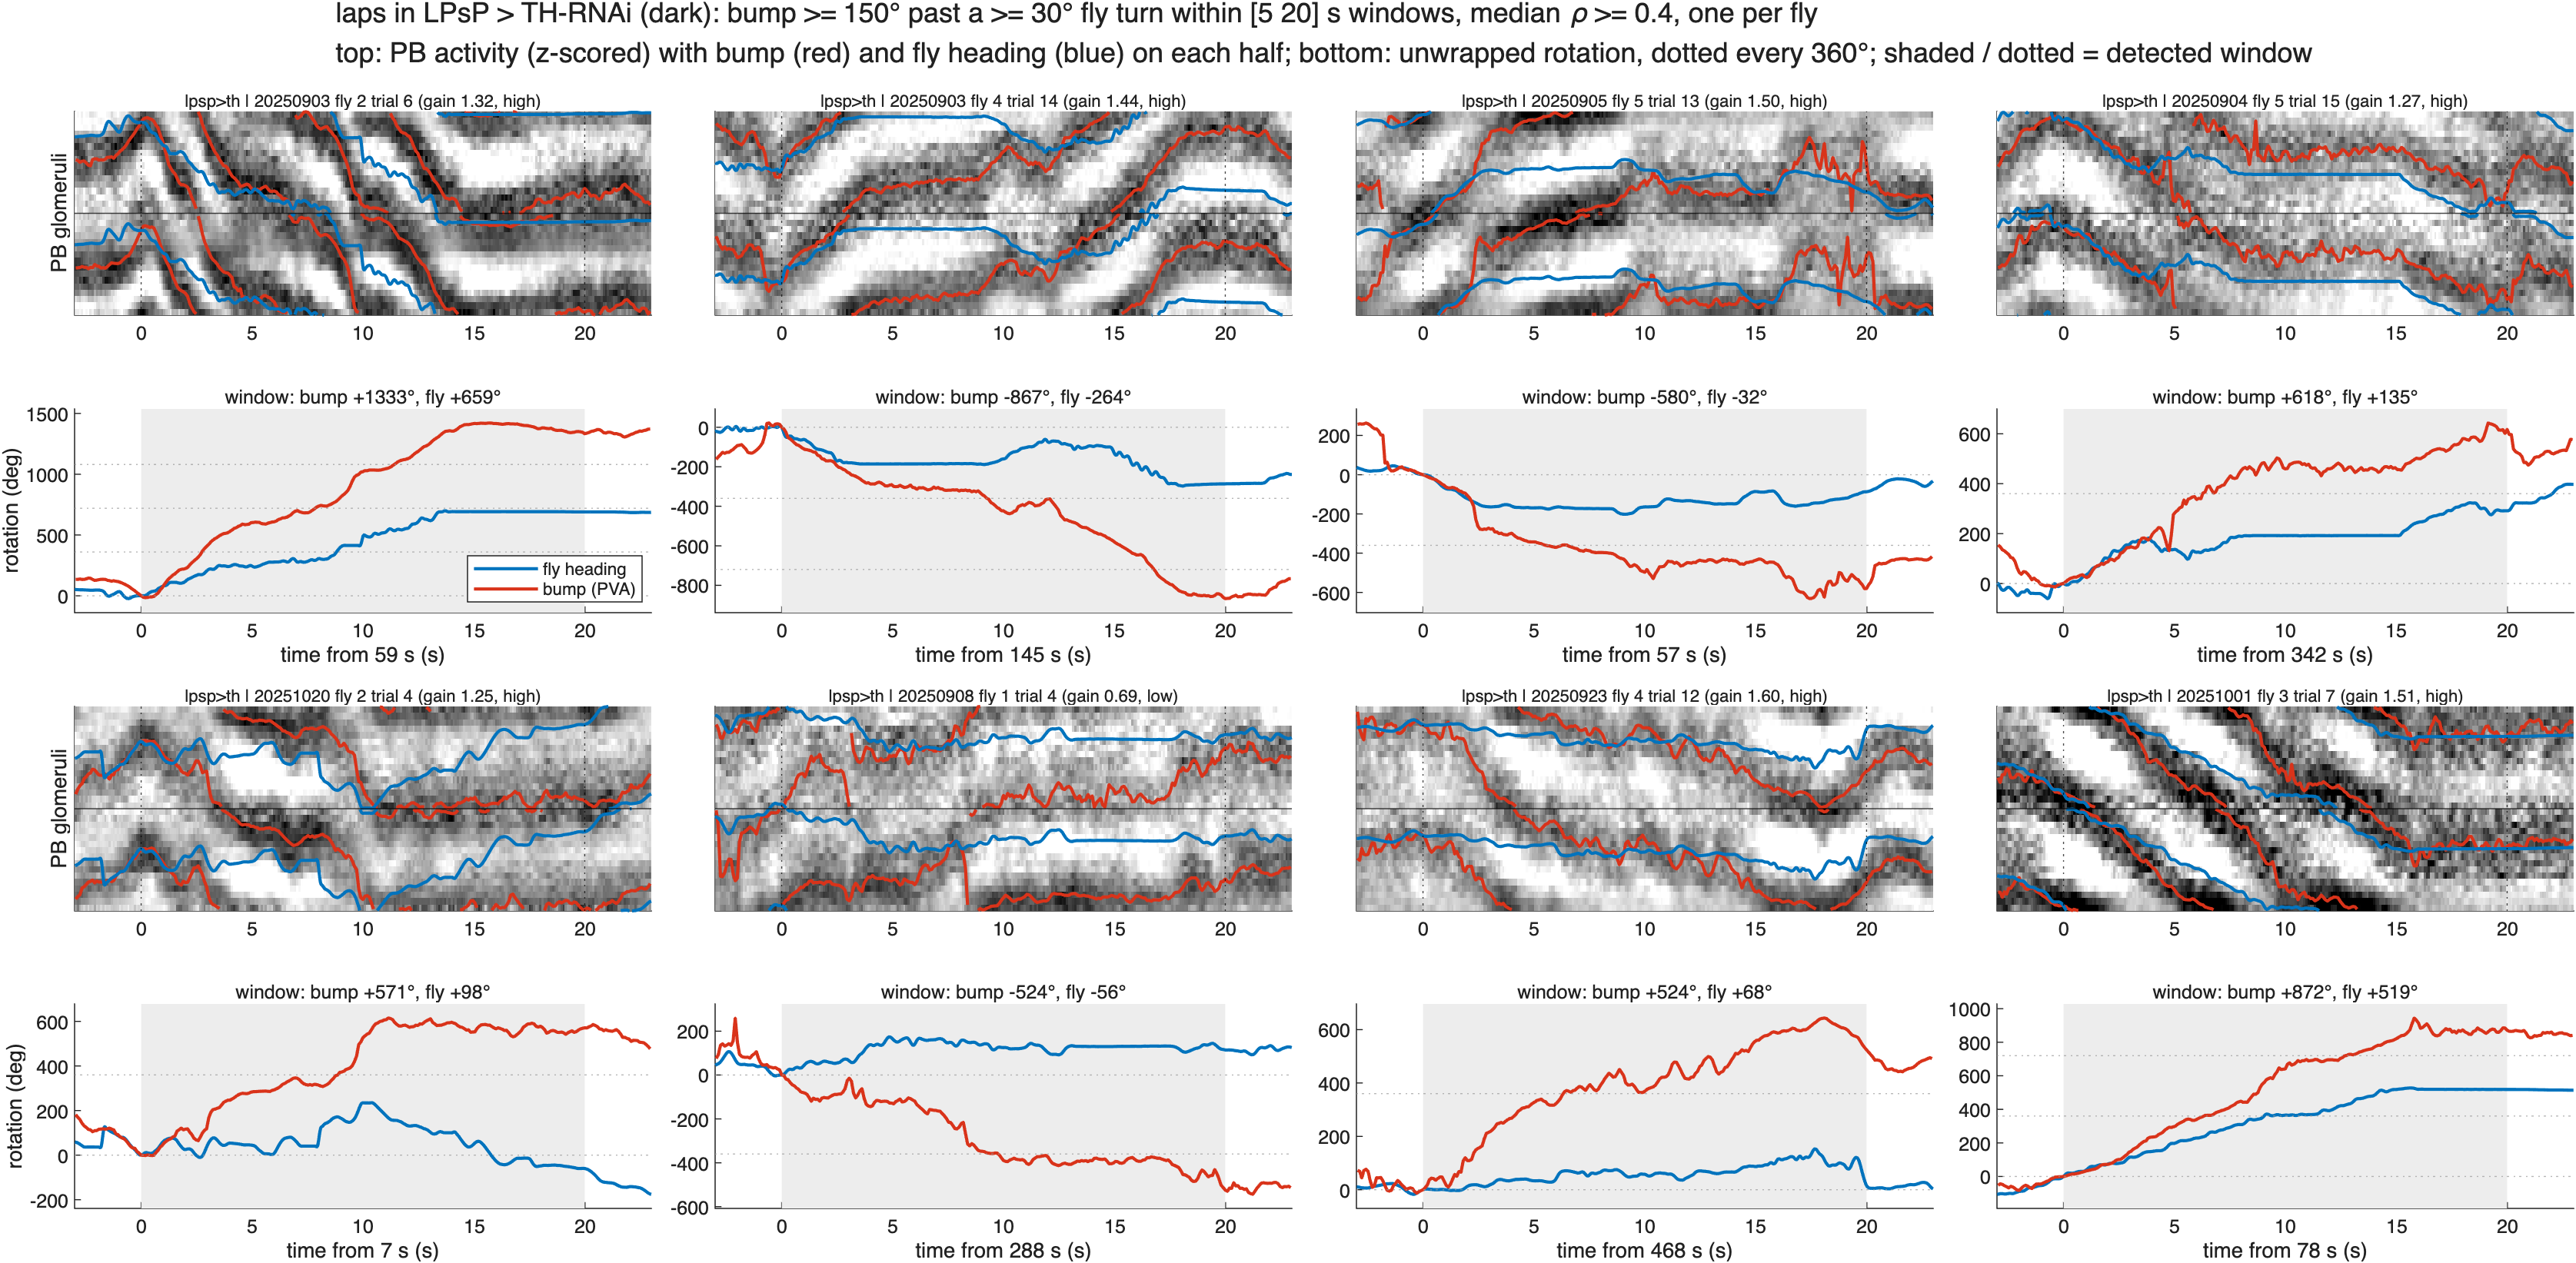 laps in LPsP > TH-RNAi (dark): bump >= 150° past a >= 30° fly turn within [5 20] s windows, median ρ >= 0.4, one per fly
top: PB activity (z-scored) with bump (red) and fly heading (blue) on each half; bottom: unwrapped rotation, dotted every 360°; shaded / dotted = detected window
lpsp>th | 20250903 fly 2 trial 6 (gain 1.32, high)
PB glomeruli
0 5 10 15 20
lpsp>th | 20250903 fly 4 trial 14 (gain 1.44, high)
0 5 10 15 20
lpsp>th | 20250905 fly 5 trial 13 (gain 1.50, high)
0 5 10 15 20
lpsp>th | 20250904 fly 5 trial 15 (gain 1.27, high)
0 5 10 15 20
window: bump +1333°, fly +659°
rotation (deg)
1500
1000
500
0
fly heading
bump (PVA)
0 5 10 15 20
time from 59 s (s)
window: bump -867°, fly -264°
0
-200
-400
-600
-800
0 5 10 15 20
time from 145 s (s)
window: bump -580°, fly -32°
200
0
-200
-400
-600
0 5 10 15 20
time from 57 s (s)
window: bump +618°, fly +135°
600
400
200
0
0 5 10 15 20
time from 342 s (s)
lpsp>th | 20251020 fly 2 trial 4 (gain 1.25, high)
PB glomeruli
0 5 10 15 20
lpsp>th | 20250908 fly 1 trial 4 (gain 0.69, low)
0 5 10 15 20
lpsp>th | 20250923 fly 4 trial 12 (gain 1.60, high)
0 5 10 15 20
lpsp>th | 20251001 fly 3 trial 7 (gain 1.51, high)
0 5 10 15 20
window: bump +571°, fly +98°
rotation (deg)
600
400
200
0
-200
0 5 10 15 20
time from 7 s (s)
window: bump -524°, fly -56°
200
0
-200
-400
-600
0 5 10 15 20
time from 288 s (s)
window: bump +524°, fly +68°
600
400
200
0
0 5 10 15 20
time from 468 s (s)
window: bump +872°, fly +519°
1000
800
600
400
200
0
0 5 10 15 20
time from 78 s (s)